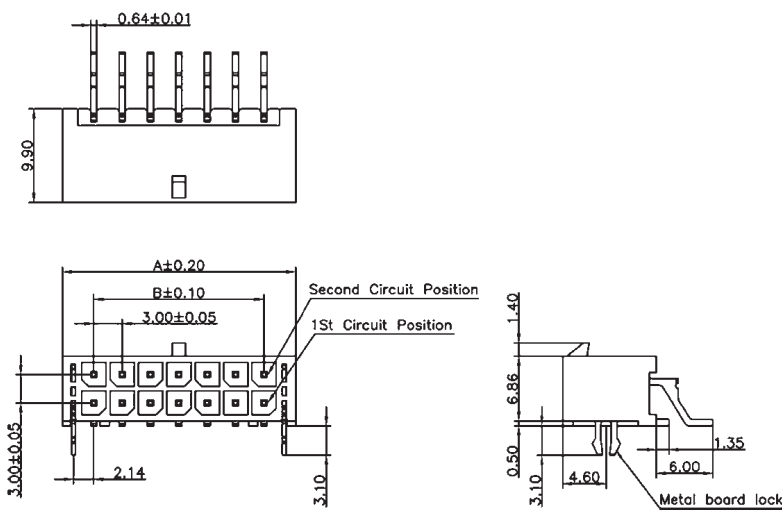 0.64±0.01
9.90
A±0.20
B±0.10
3.00±0.05
Second Circuit Position
1St Circuit Position
3.00±0.05
2.14
3.10
1.40
6.86
0.50
3.10
4.60
1.35
6.00
Metal board lock